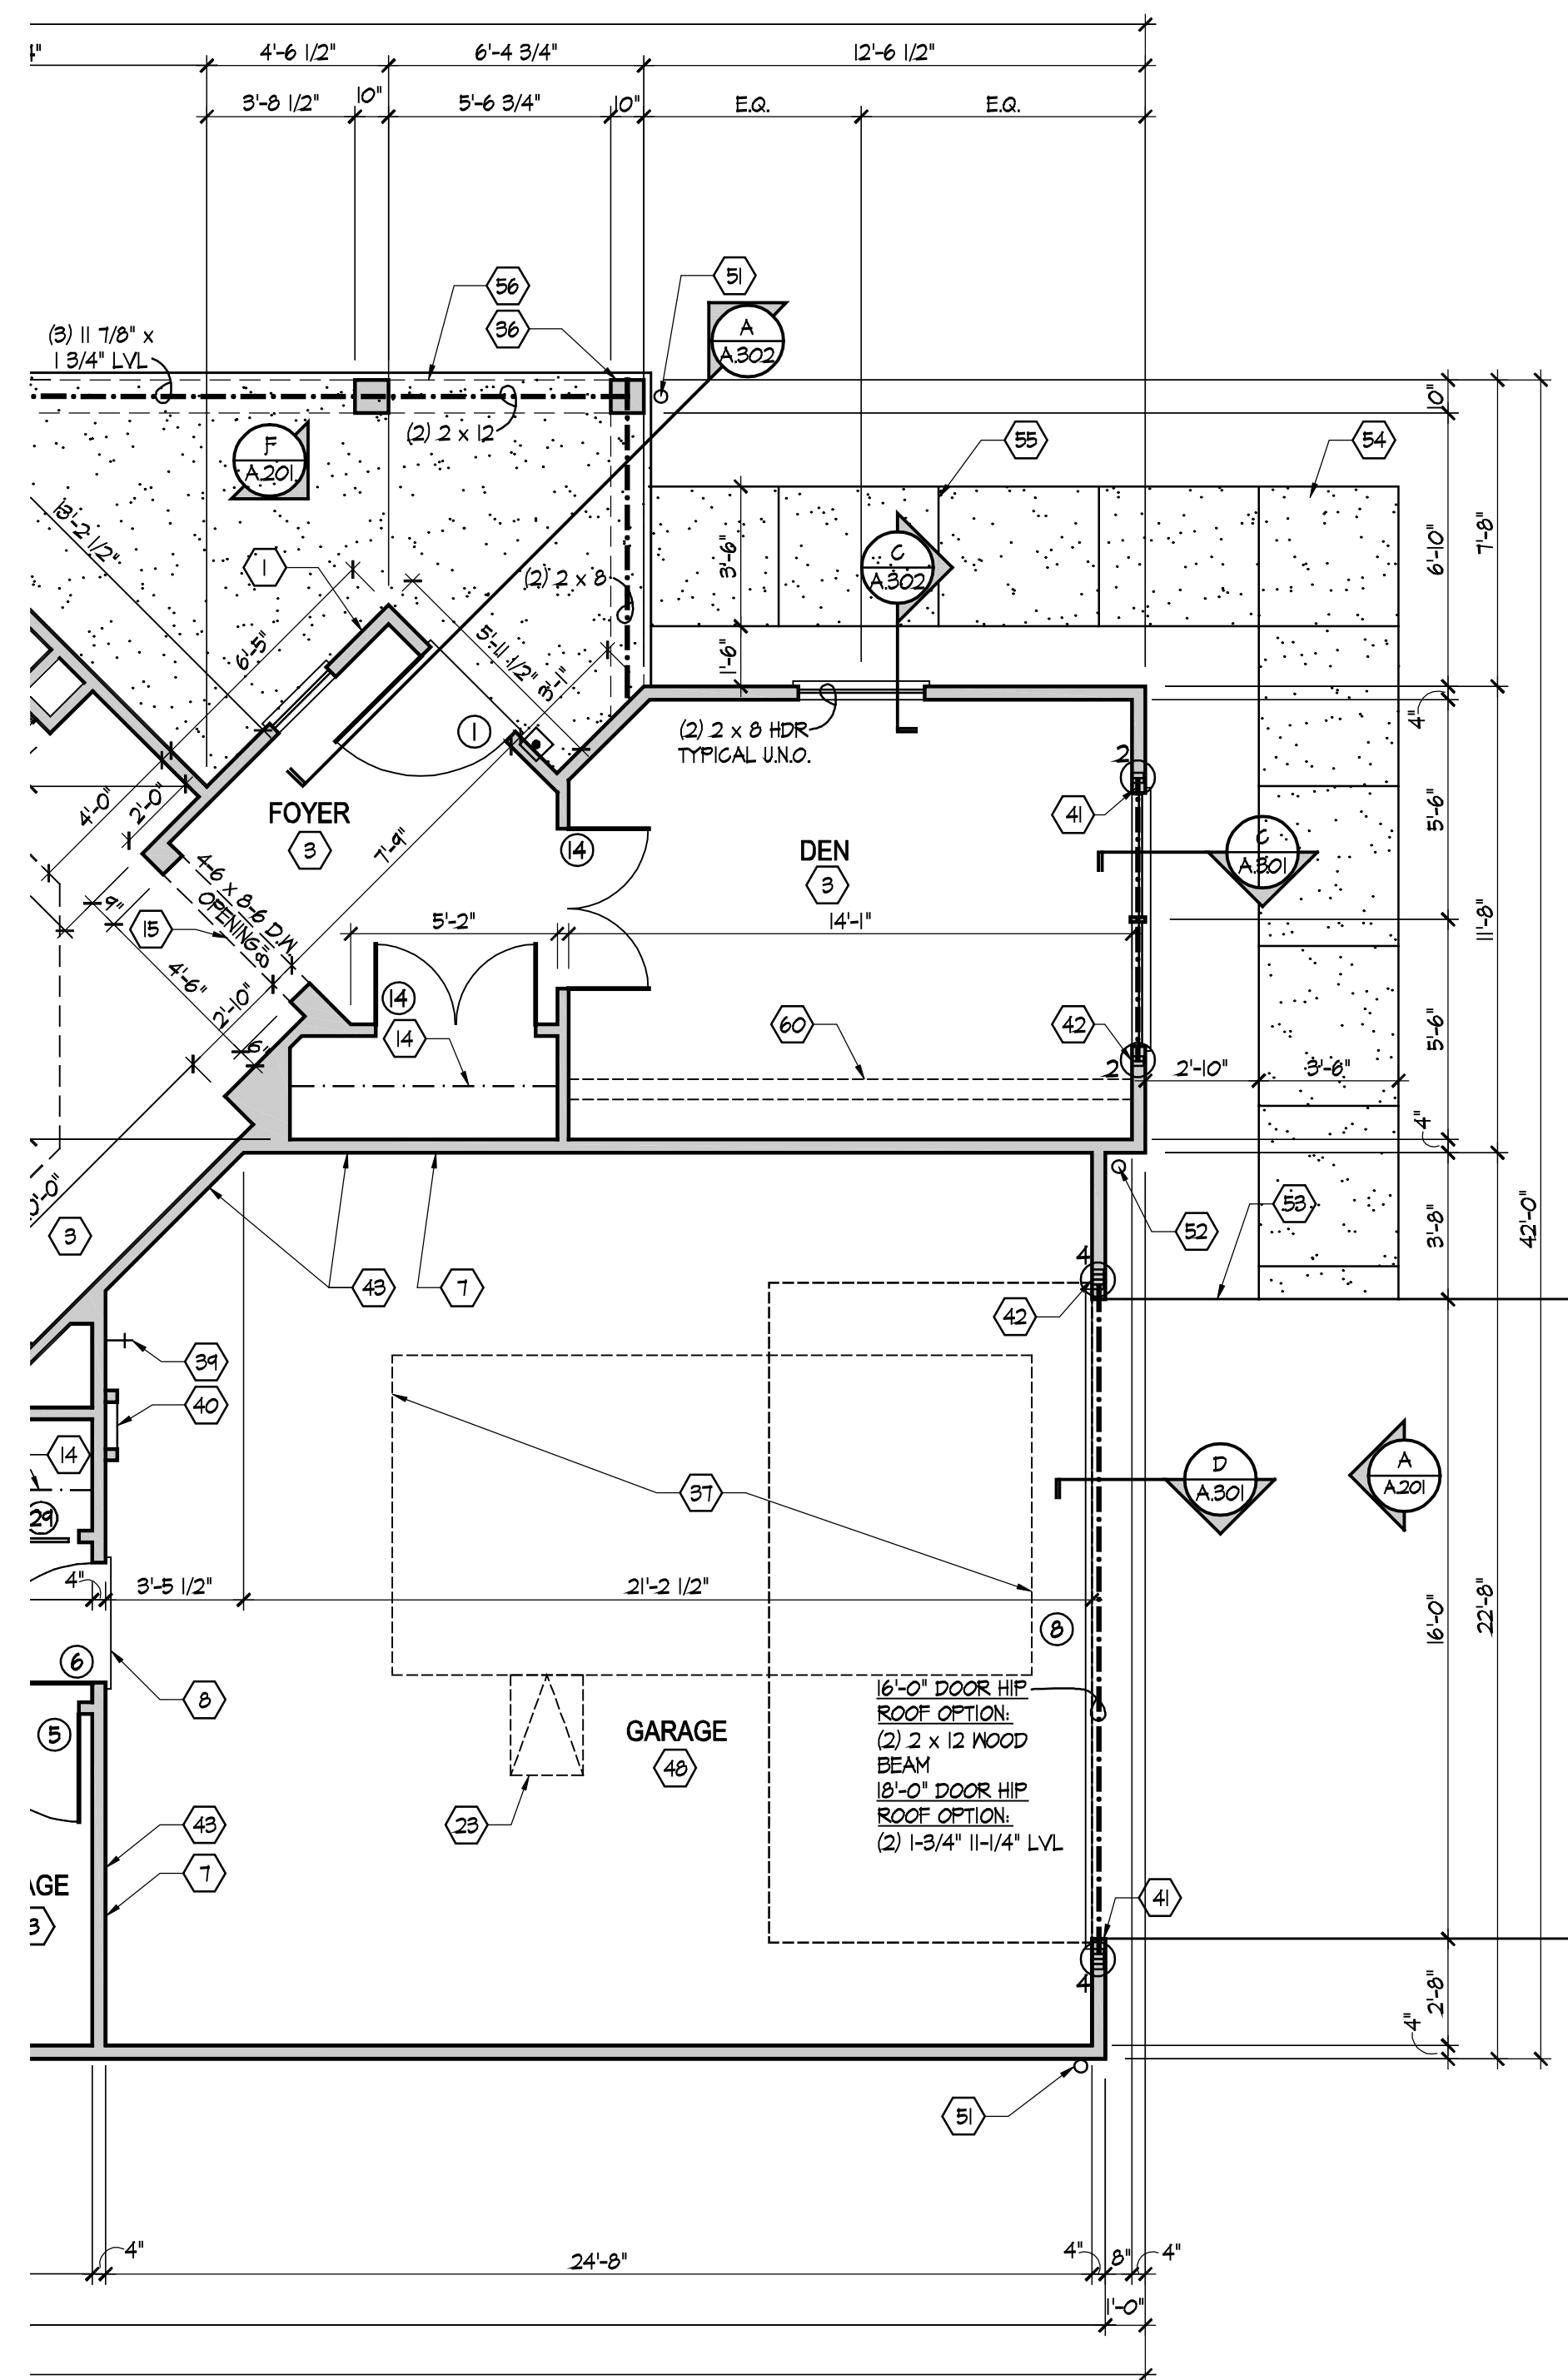 4'-6 1/2"
6'-4 3/4"
12'-6 1/2"
3'-8 1/2"
10"
5'-6 3/4"
10"
E.Q.
E.Q.
51
56
36
A
A.302
(3) 11 7/8" x
1 3/4" LVL
(2) 2 x 12
F
A.201
55
54
10"
13'-2 1/2"
1
3'-6"
C
A.302
6'-10"
7'-8"
(2) 2 x 8
6'-5"
5'-11 1/2"
3'-1"
1'-6"
4"
1
(2) 2 x 8 HDR
TYPICAL U.N.O.
2
4'-0"
2'-0"
FOYER
3
7'-9"
14
DEN
3
41
C
A.301
5'-6"
4-6 x 8-6 D.W.
OPENING
8
9"
15
5'-2"
14'-1"
11'-8"
4'-6"
2'-10"
6"
14
14
60
42
2
2'-10"
3'-6"
5'-6"
4"
3
52
53
3'-8"
42'-0"
43
7
4
42
39
40
14
29
37
D
A.301
A
A.201
4"
3'-5 1/2"
21'-2 1/2"
16'-0"
22'-8"
6
8
8
5
GARAGE
48
16'-0" DOOR HIP
ROOF OPTION:
(2) 2 x 12 WOOD
BEAM
18'-0" DOOR HIP
ROOF OPTION:
(2) 1-3/4" 11-1/4" LVL
23
43
7
41
4
2'-8"
4"
51
4"
24'-8"
4"
8"
4"
1'-0"